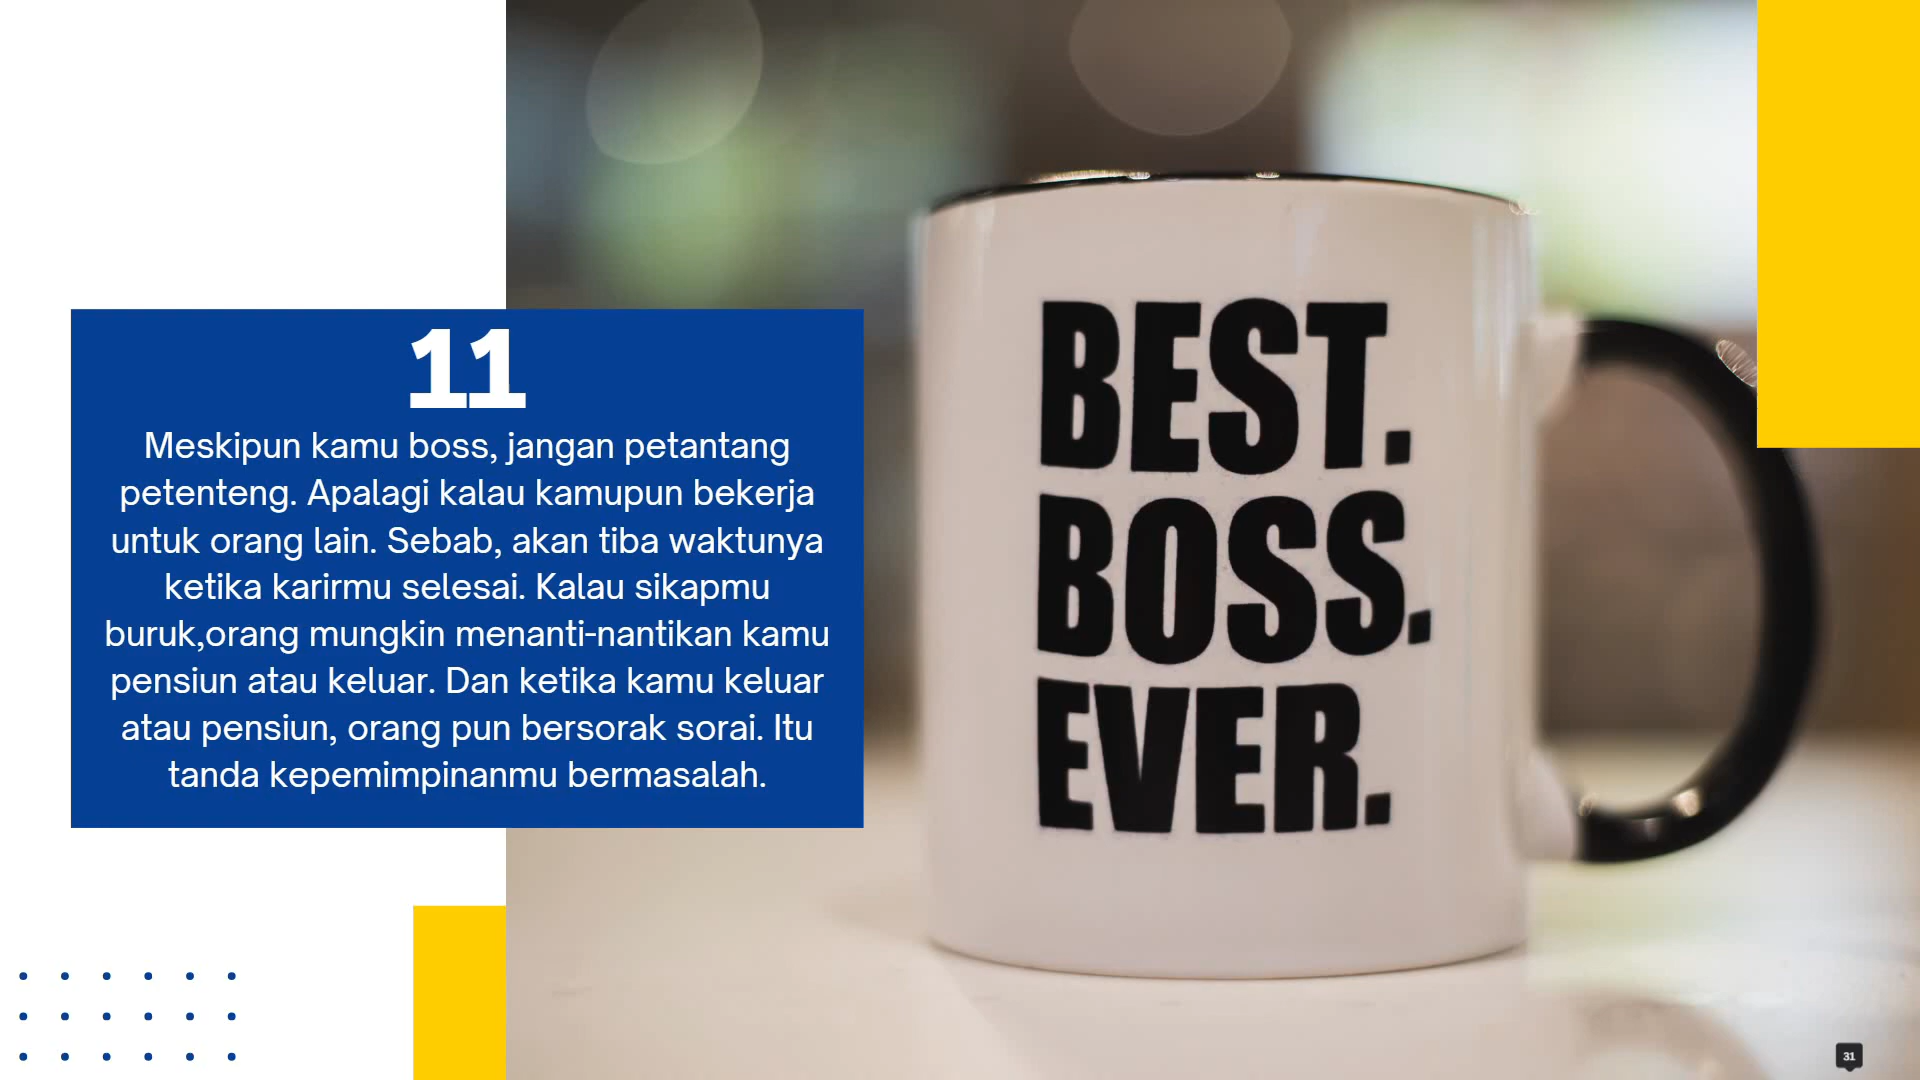 11
Meskipun kamu boss, jangan petantang
petenteng. Apalagi kalau kamupun bekerja
untuk orang lain. Sebab, akan tiba waktunya
ketika karirmu selesai. Kalau sikapmu
buruk,orang mungkin menanti-nantikan kamu
pensiun atau keluar. Dan ketika kamu keluar
atau pensiun, orang pun bersorak sorai. Itu
tanda kepemimpinanmu bermasalah.
BEST.
BOSS.
EVER.
31